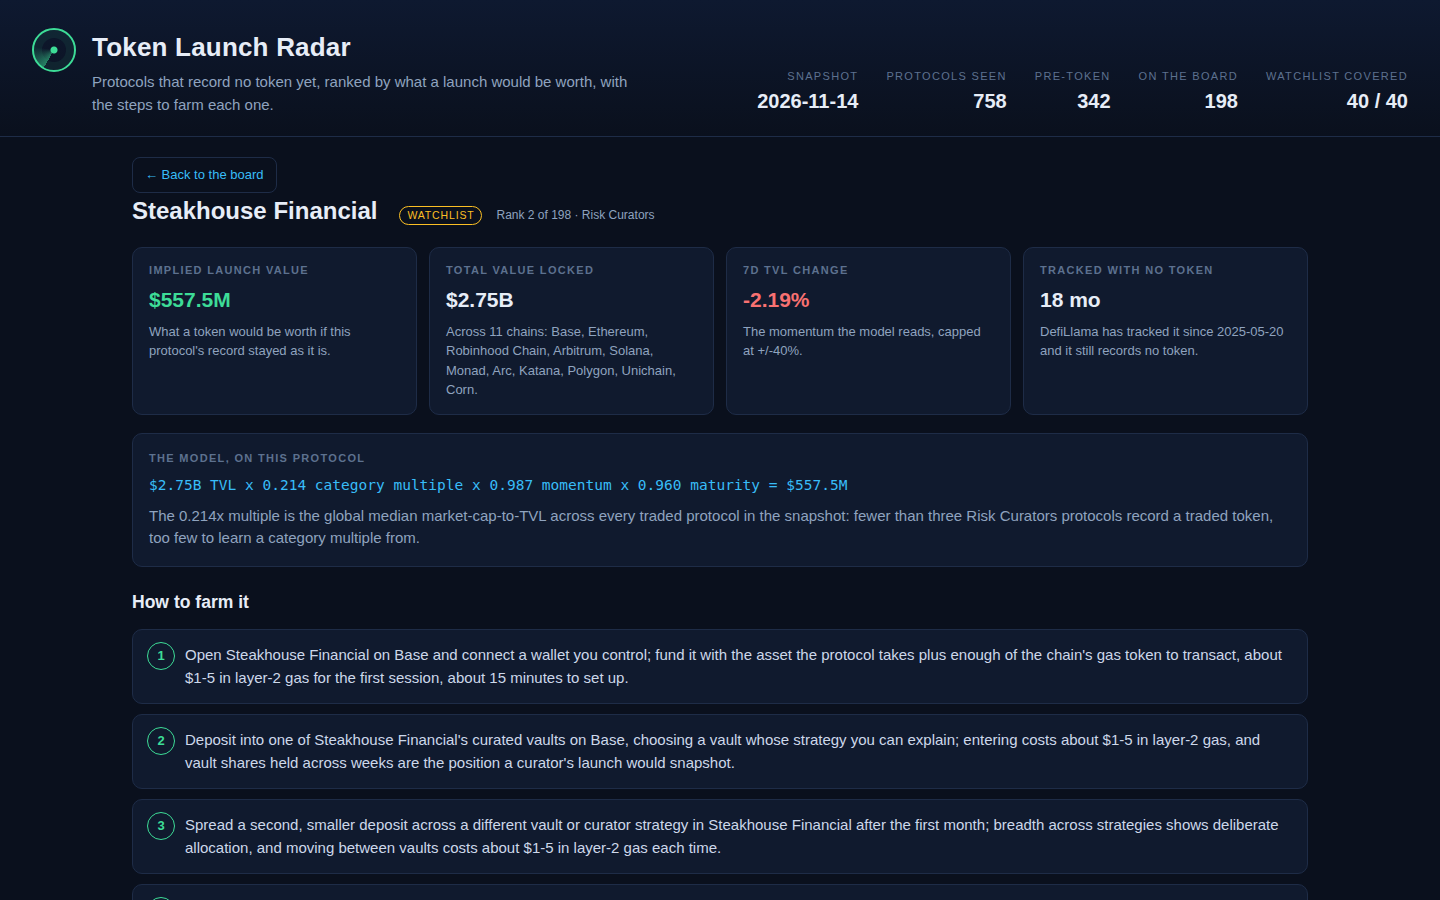 Token Launch Radar
Protocols that record no token yet, ranked by what a launch would be worth, with
the steps to farm each one.
SNAPSHOT
2026-11-14
PROTOCOLS SEEN
758
PRE-TOKEN
342
ON THE BOARD
198
WATCHLIST COVERED
40 / 40
← Back to the board
Steakhouse Financial
WATCHLIST
Rank 2 of 198 · Risk Curators
IMPLIED LAUNCH VALUE
$557.5M
What a token would be worth if this
protocol's record stayed as it is.
TOTAL VALUE LOCKED
$2.75B
Across 11 chains: Base, Ethereum,
Robinhood Chain, Arbitrum, Solana,
Monad, Arc, Katana, Polygon, Unichain,
Corn.
7D TVL CHANGE
-2.19%
The momentum the model reads, capped
at +/-40%.
TRACKED WITH NO TOKEN
18 mo
DefiLlama has tracked it since 2025-05-20
and it still records no token.
THE MODEL, ON THIS PROTOCOL
$2.75B TVL x 0.214 category multiple x 0.987 momentum x 0.960 maturity = $557.5M
The 0.214x multiple is the global median market-cap-to-TVL across every traded protocol in the snapshot: fewer than three Risk Curators protocols record a traded token,
too few to learn a category multiple from.
How to farm it
1
Open Steakhouse Financial on Base and connect a wallet you control; fund it with the asset the protocol takes plus enough of the chain's gas token to transact, about
$1-5 in layer-2 gas for the first session, about 15 minutes to set up.
2
Deposit into one of Steakhouse Financial's curated vaults on Base, choosing a vault whose strategy you can explain; entering costs about $1-5 in layer-2 gas, and
vault shares held across weeks are the position a curator's launch would snapshot.
3
Spread a second, smaller deposit across a different vault or curator strategy in Steakhouse Financial after the first month; breadth across strategies shows deliberate
allocation, and moving between vaults costs about $1-5 in layer-2 gas each time.